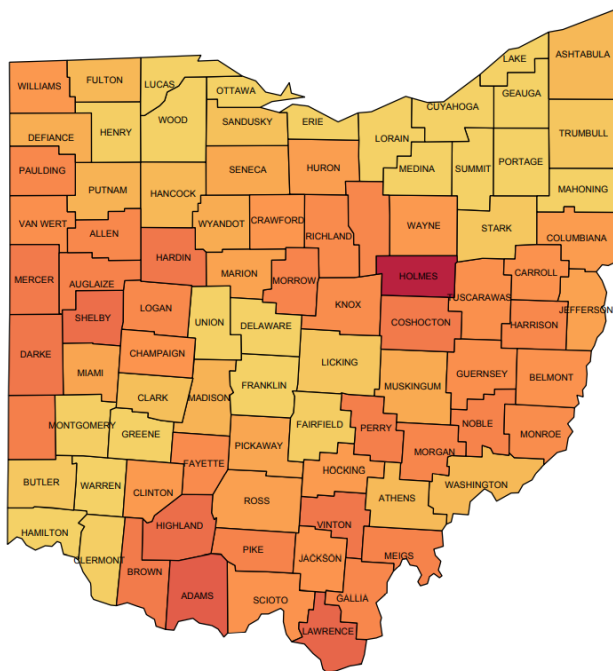 ASHTABULA
LAKE
LUCAS
FULTON
WILLIAMS
OTTAWA
GEAUGA
CUYAHOGA
WOOD
SANDUSKY
ERIE
DEFIANCE
HENRY
LORAIN
TRUMBULL
PORTAGE
SUMMIT
MEDINA
HURON
SENECA
PAULDING
PUTNAM
HANCOCK
MAHONING
VAN WERT
ALLEN
WYANDOT
CRAWFORD
RICHLAND
WAYNE
STARK
COLUMBIANA
HARDIN
MARION
MORROW
HOLMES
CARROLL
MERCER
AUGLAIZE
TUSCARAWAS
JEFFERSON
SHELBY
LOGAN
UNION
DELAWARE
KNOX
COSHOCTON
HARRISON
DARKE
CHAMPAIGN
LICKING
MIAMI
FRANKLIN
MUSKINGUM
GUERNSEY
BELMONT
CLARK
MADISON
MONTGOMERY
GREENE
FAIRFIELD
PERRY
NOBLE
MONROE
PICKAWAY
MORGAN
FAYETTE
HOCKING
BUTLER
WARREN
CLINTON
ROSS
ATHENS
WASHINGTON
HAMILTON
HIGHLAND
VINTON
CLERMONT
PIKE
JACKSON
MEIGS
BROWN
ADAMS
SCIOTO
GALLIA
LAWRENCE